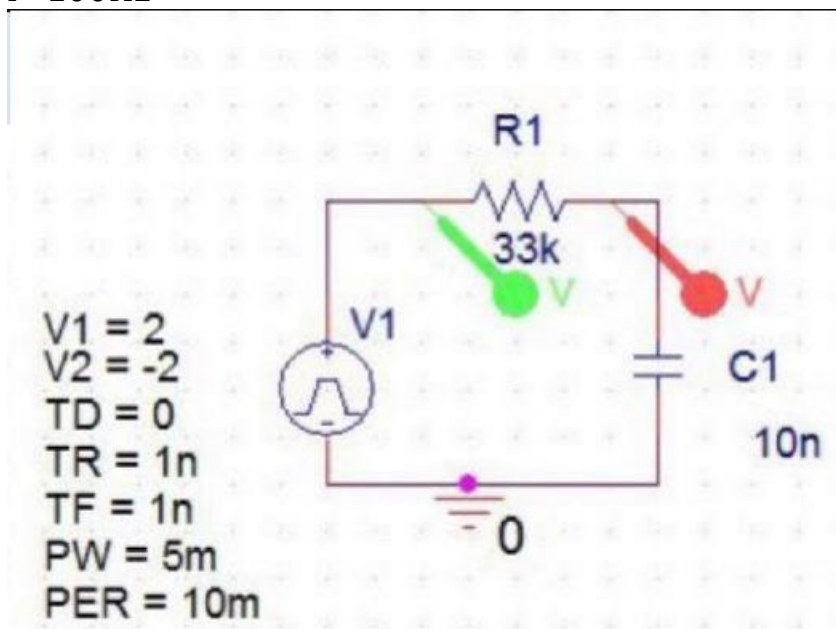 R1
33k
V
V
V1
V1 = 2
V2 = -2
TD = 0
TR = 1n
TF = 1n
PW = 5m
PER = 10m
C1
10n
0